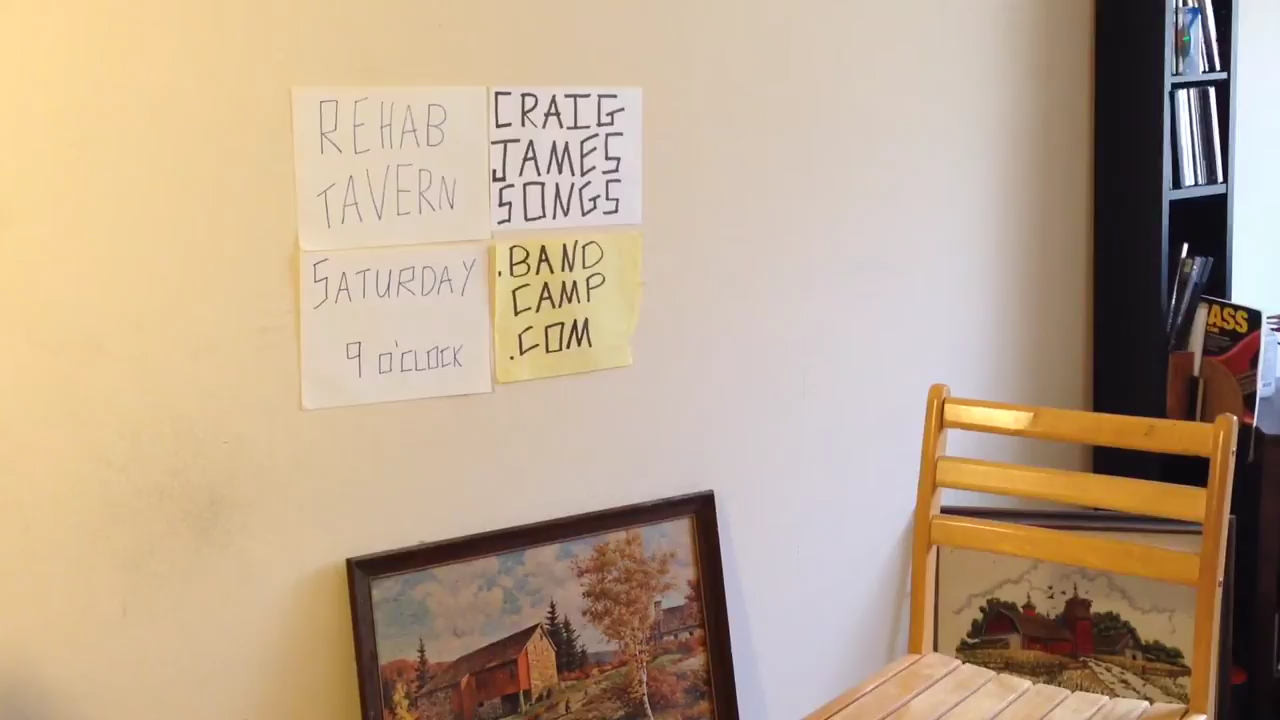 REHAB
TAVERN
CRAIG
JAMES
SONGS
SATURDAY
9 O'CLOCK
.BAND
CAMP
.COM
ASS